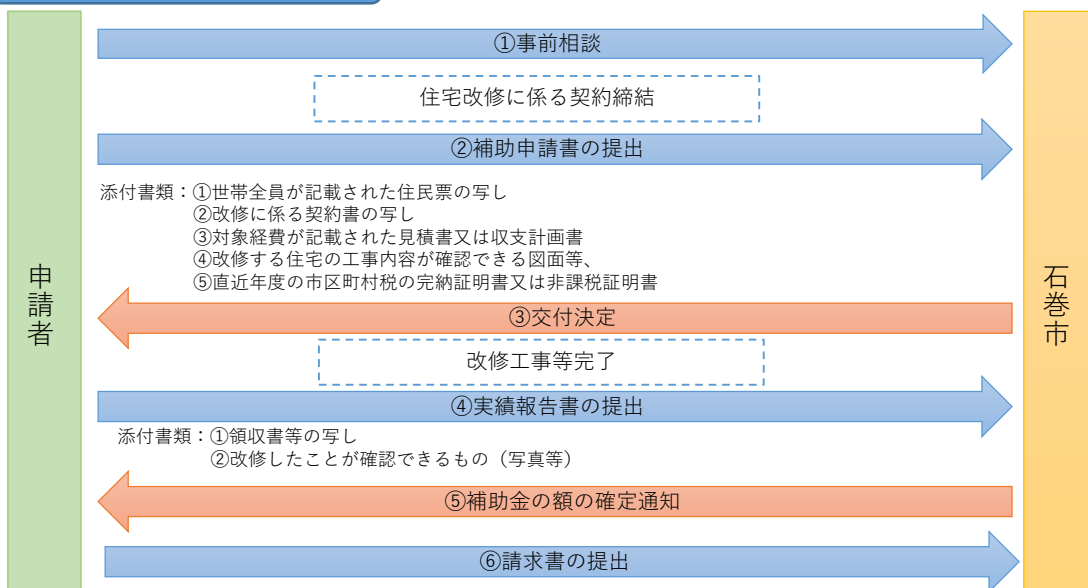 ①事前相談
住宅改修に係る契約締結
②補助申請書の提出
添付書類：①世帯全員が記載された住民票の写し
②改修に係る契約書の写し
③対象経費が記載された見積書又は収支計画書
④改修する住宅の工事内容が確認できる図面等、
⑤直近年度の市区町村税の完納証明書又は非課税証明書
申請者
石巻市
③交付決定
改修工事等完了
④実績報告書の提出
添付書類：①領収書等の写し
②改修したことが確認できるもの（写真等）
⑤補助金の額の確定通知
⑥請求書の提出